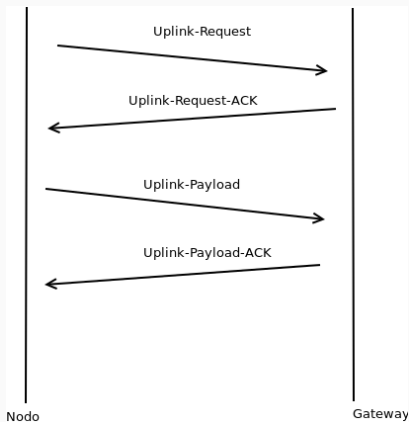 Uplink-Request
Uplink-Request-ACK
Uplink-Payload
Uplink-Payload-ACK
Nodo
Gateway